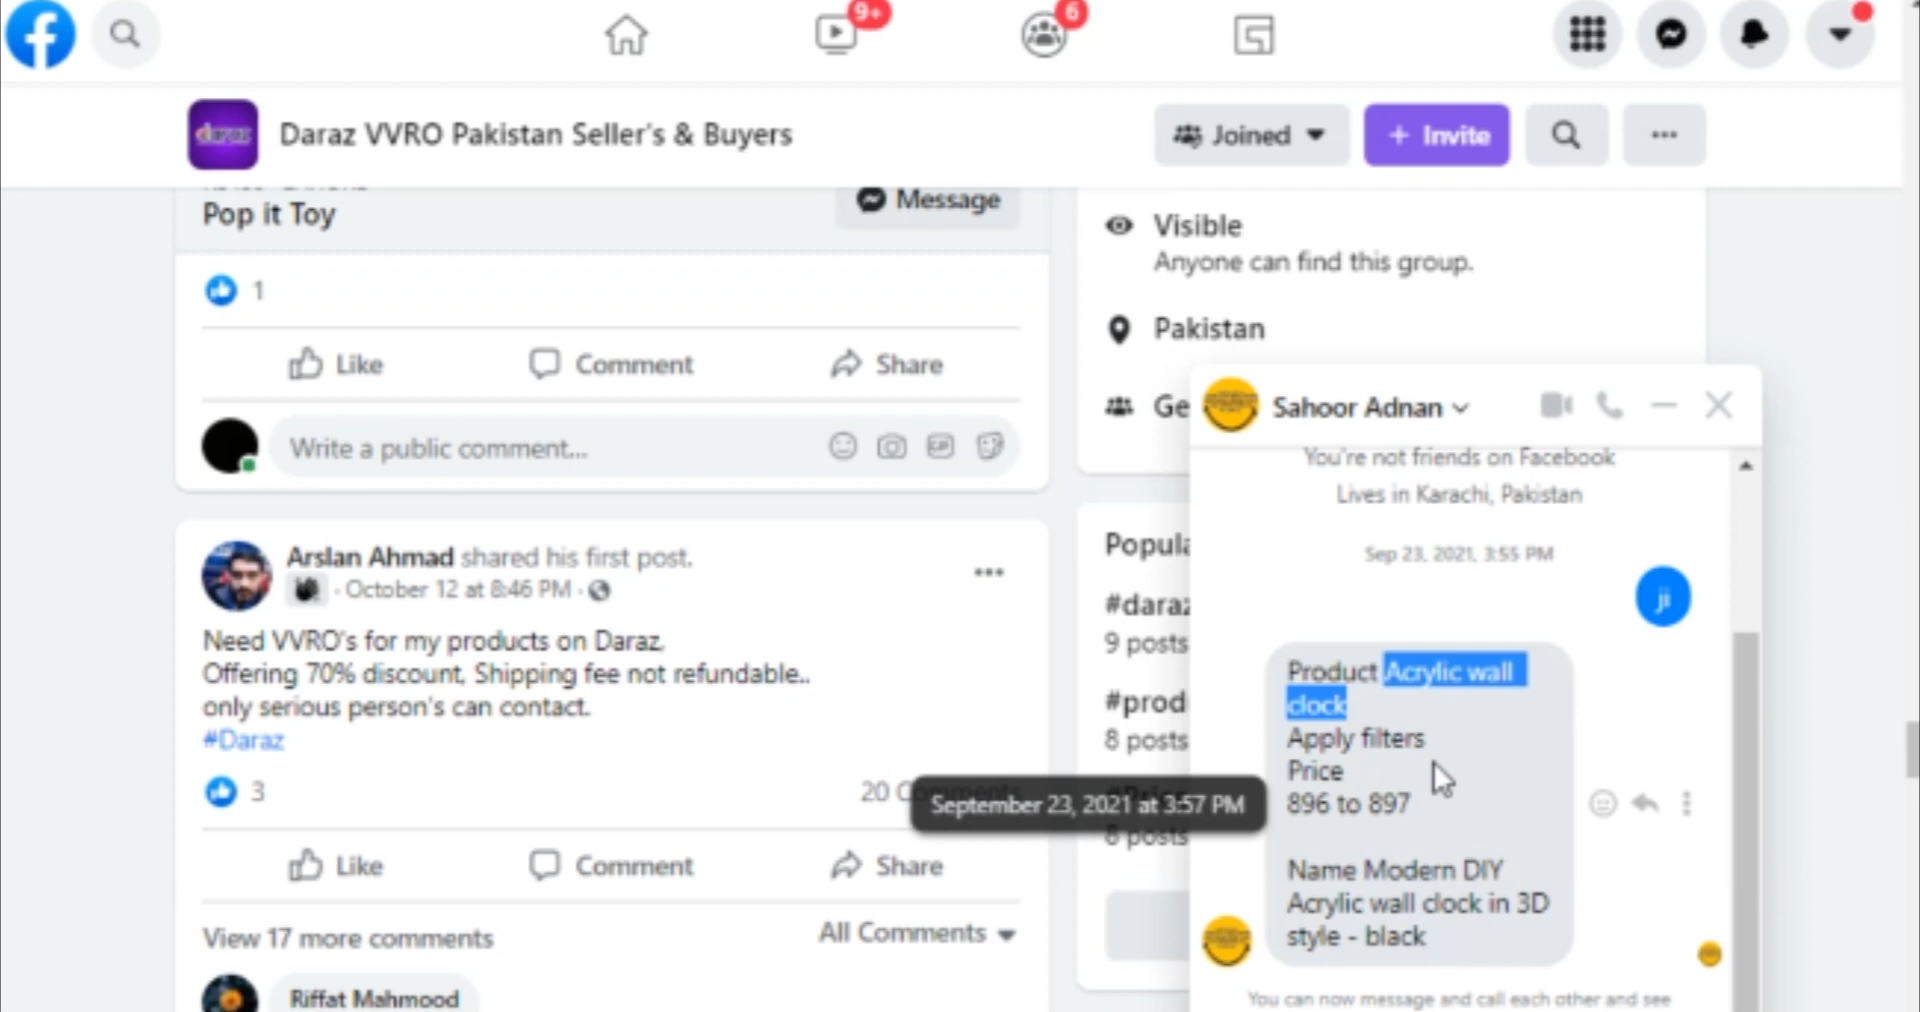 9+
6
daraz
Daraz VVRO Pakistan Seller's & Buyers
Joined
+ Invite
Pop it Toy
Message
1
Like
Comment
Share
Write a public comment...
GIF
Arslan Ahmad shared his first post.
· October 12 at 8:46 PM ·
Need VVRO's for my products on Daraz.
Offering 70% discount, Shipping fee not refundable..
only serious person's can contact.
#Daraz
3
20 Comments
Like
Comment
Share
View 17 more comments
All Comments
Riffat Mahmood
Visible
Anyone can find this group.
Pakistan
Ge
Popula
#daraz
9 posts
#prod
8 posts
8 posts
September 23, 2021 at 3:57 PM
Sahoor Adnan
You're not friends on Facebook
Lives in Karachi, Pakistan
Sep 23, 2021, 3:55 PM
ji
Product Acrylic wall
clock
Apply filters
Price
896 to 897
Name Modern DIY
Acrylic wall clock in 3D
style - black
You can now message and call each other and see